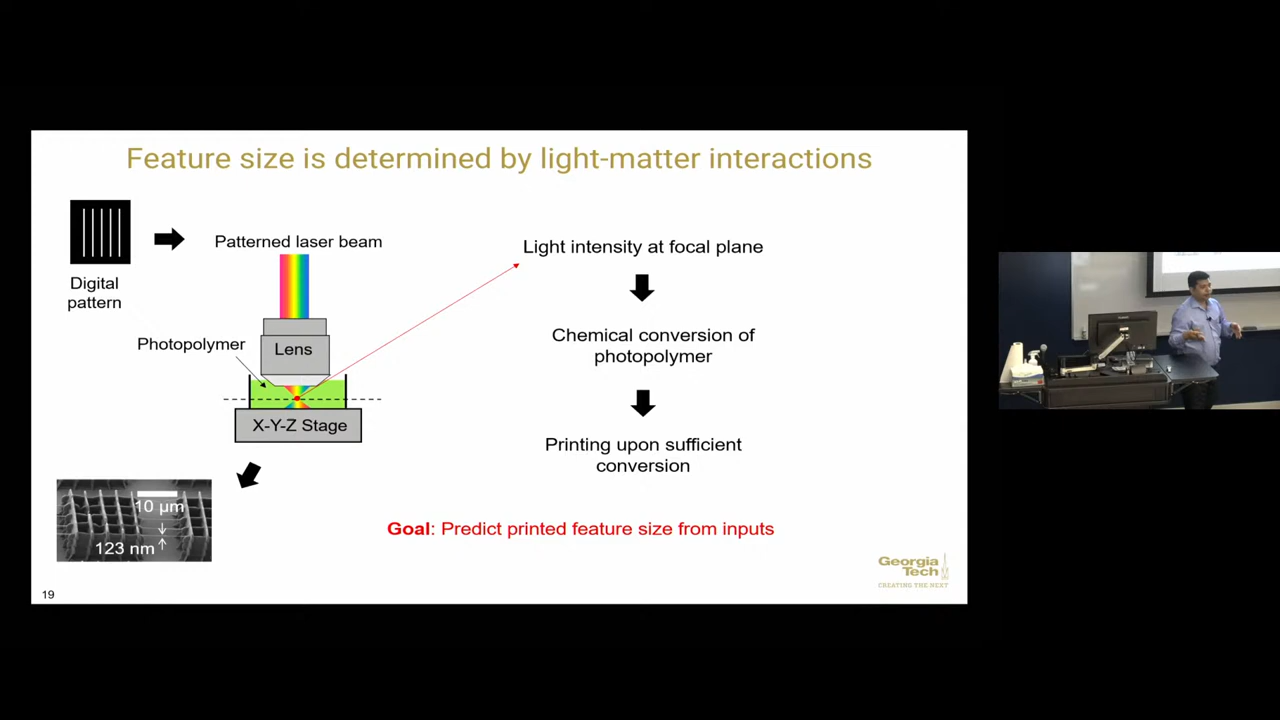 Feature size is determined by light-matter interactions
Digital
pattern
Patterned laser beam
Photopolymer
Lens
X-Y-Z Stage
10 µm
123 nm
Light intensity at focal plane
Chemical conversion of
photopolymer
Printing upon sufficient
conversion
Goal: Predict printed feature size from inputs
Georgia
Tech
CREATING THE NEXT
19